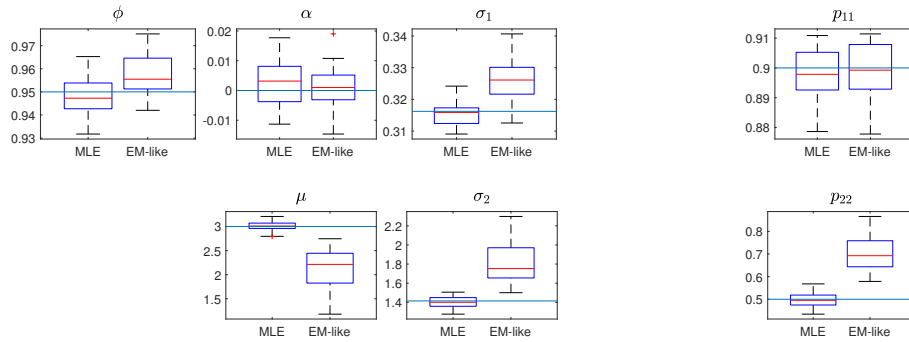 ϕ
0.97
0.96
0.95
0.94
0.93
MLE EM-like
α
0.02
0.01
0
-0.01
MLE EM-like
σ₁
0.34
0.33
0.32
0.31
MLE EM-like
p₁₁
0.91
0.9
0.89
0.88
MLE EM-like
μ
3
2.5
2
1.5
MLE EM-like
σ₂
2.2
2
1.8
1.6
1.4
MLE EM-like
p₂₂
0.8
0.7
0.6
0.5
MLE EM-like